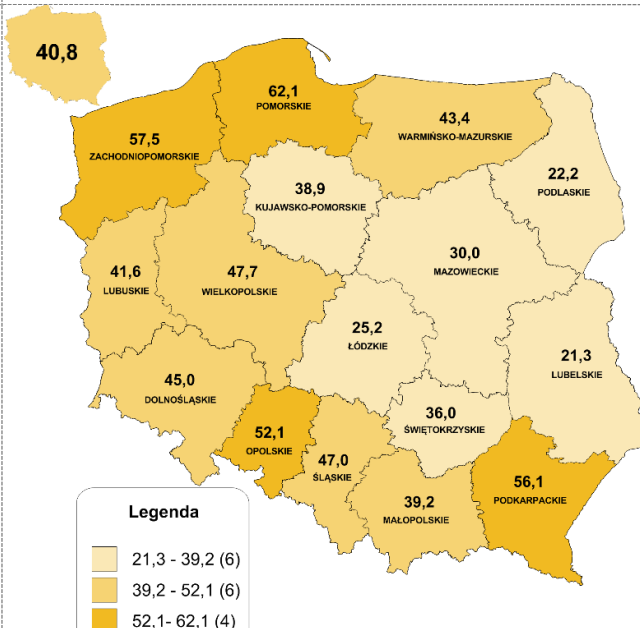 40,8
62,1
POMORSKIE
57,5
ZACHODNIOPOMORSKIE
43,4
WARMIŃSKO-MAZURSKIE
22,2
PODLASKIE
38,9
KUJAWSKO-POMORSKIE
30,0
MAZOWIECKIE
41,6
LUBUSKIE
47,7
WIELKOPOLSKIE
25,2
ŁÓDZKIE
21,3
LUBELSKIE
45,0
DOLNOŚLĄSKIE
36,0
ŚWIĘTOKRZYSKIE
52,1
OPOLSKIE
47,0
ŚLĄSKIE
39,2
MAŁOPOLSKIE
56,1
PODKARPACKIE
Legenda
21,3 - 39,2 (6)
39,2 - 52,1 (6)
52,1- 62,1 (4)